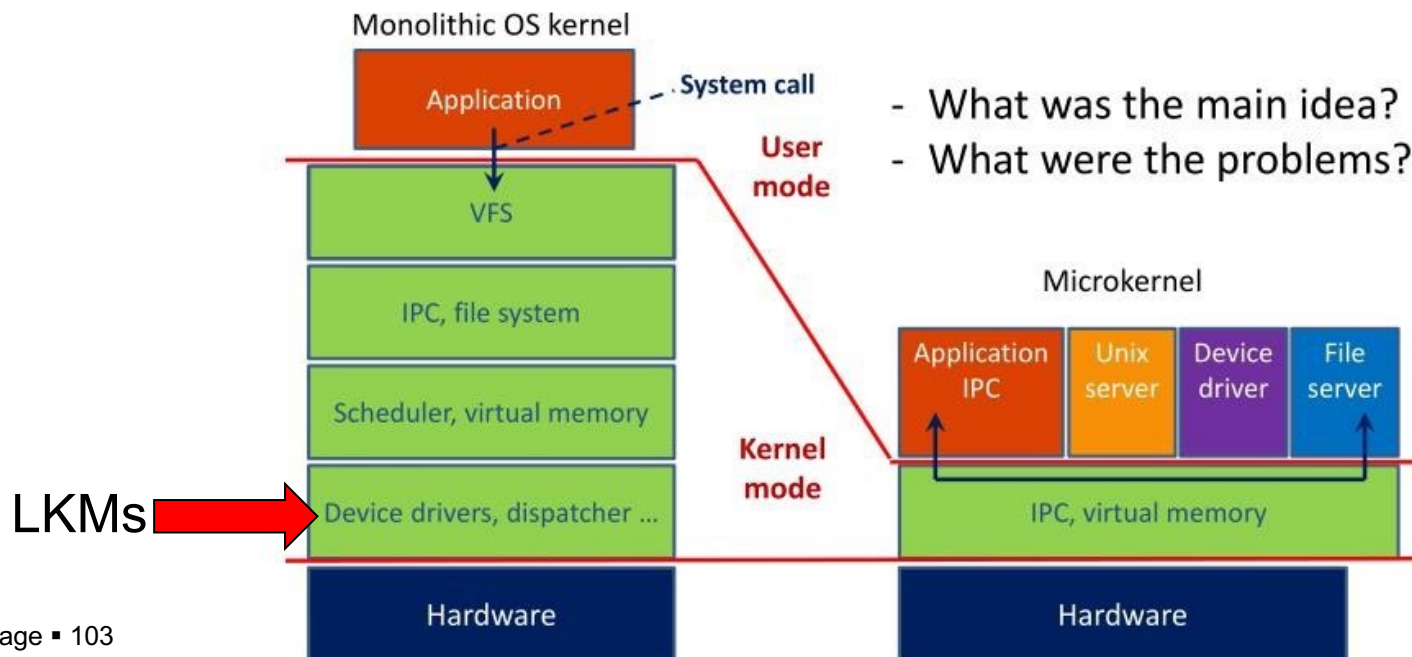 Monolithic OS kernel
Application
System call
- What was the main idea?
- What were the problems?
User
mode
VFS
IPC, file system
Scheduler, virtual memory
Device drivers, dispatcher ...
Hardware
LKMs
Kernel
mode
Microkernel
Application
IPC
Unix
server
Device
driver
File
server
IPC, virtual memory
Hardware
age ▪ 103